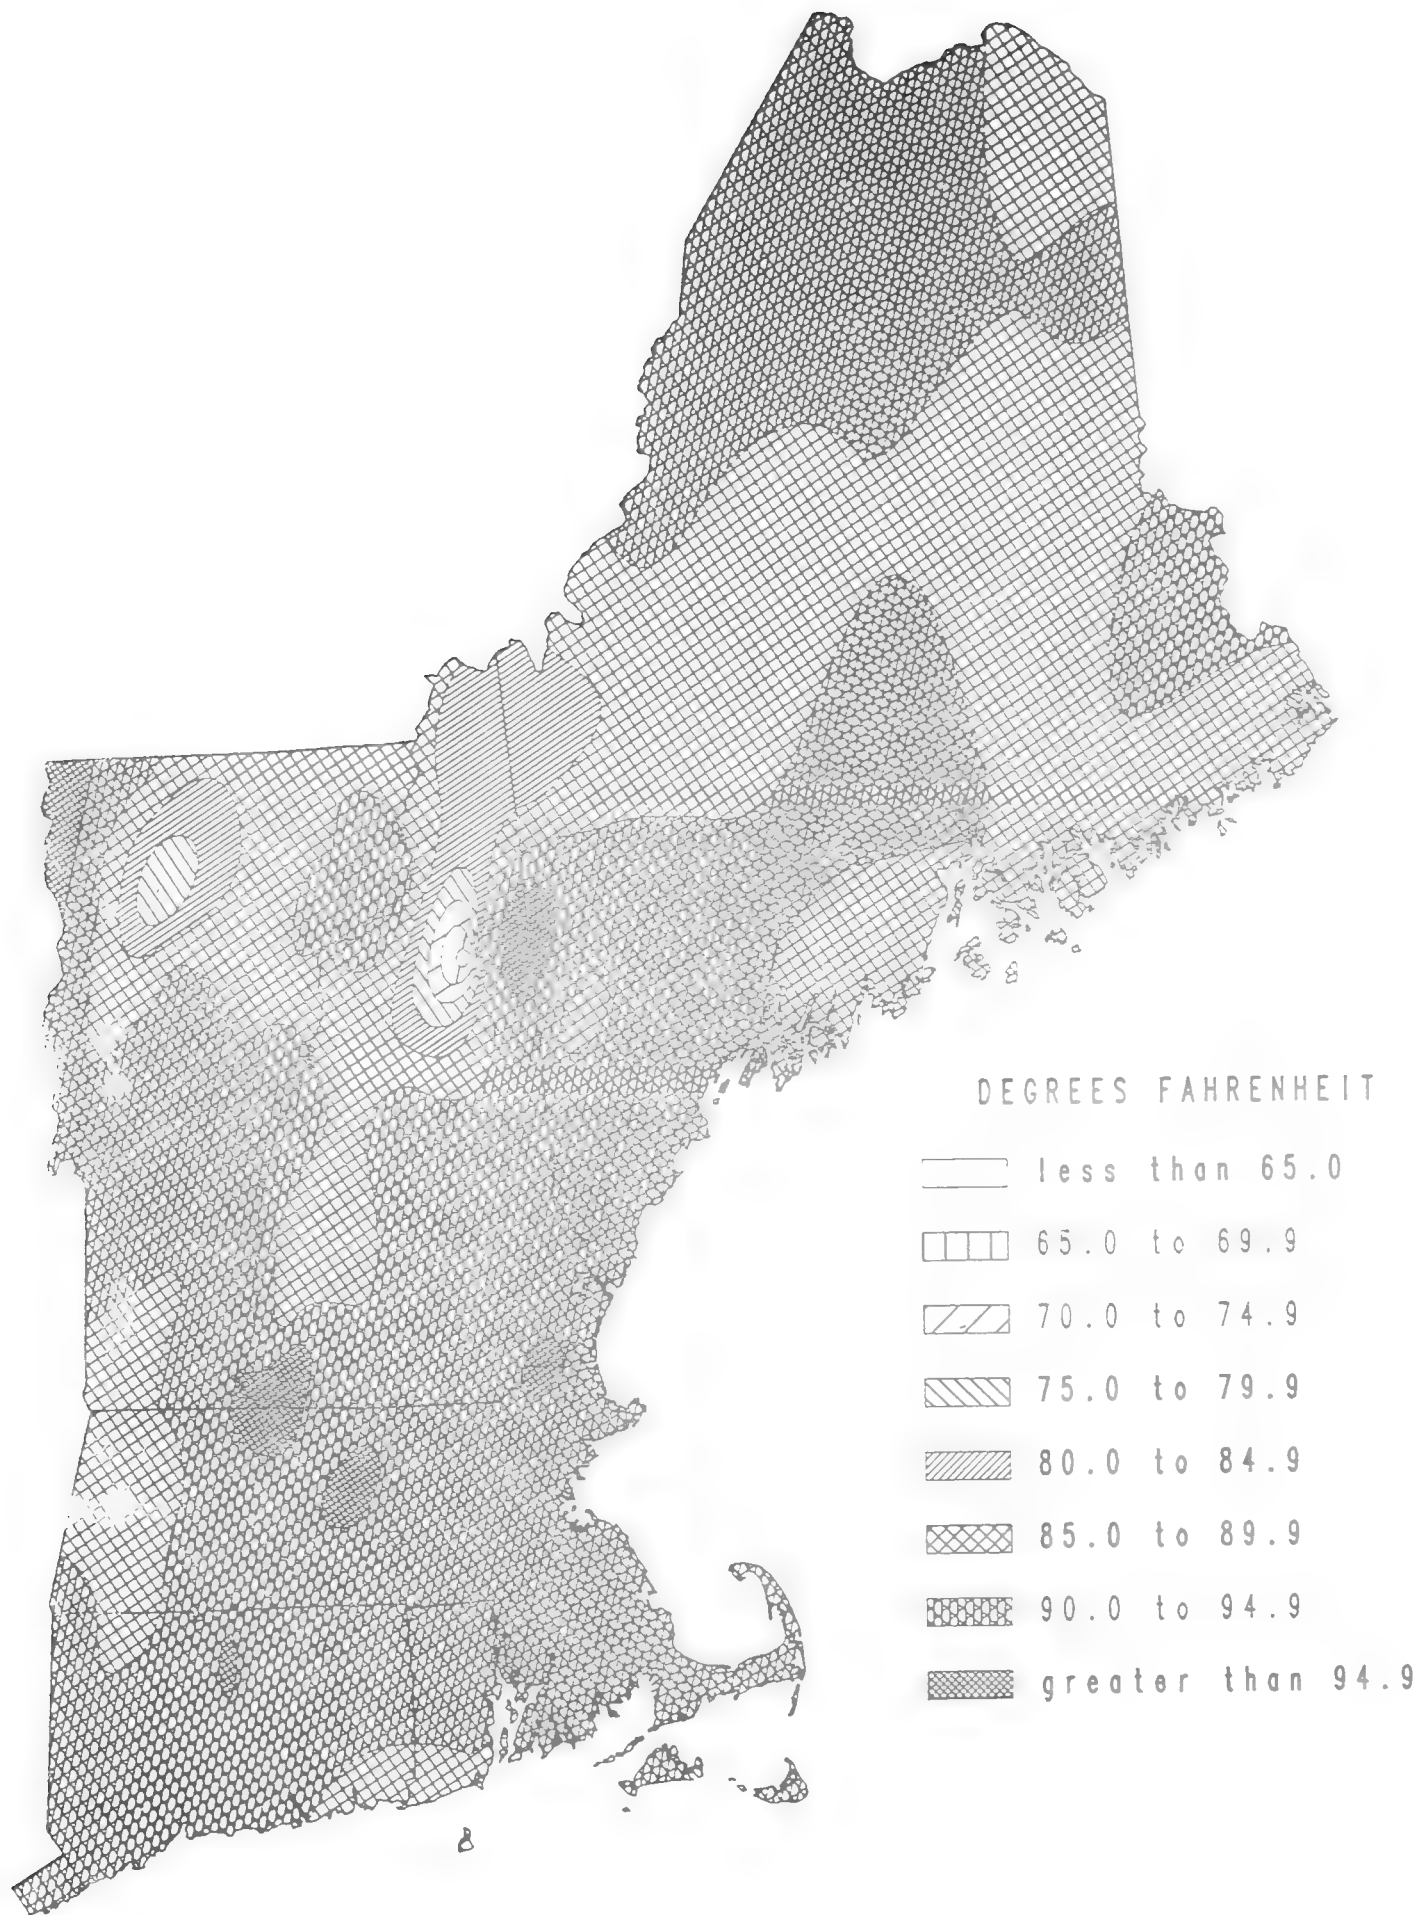 DEGREES FAHRENHEIT
less than 65.0
65.0 to 69.9
70.0 to 74.9
75.0 to 79.9
80.0 to 84.9
85.0 to 89.9
90.0 to 94.9
greater than 94.9